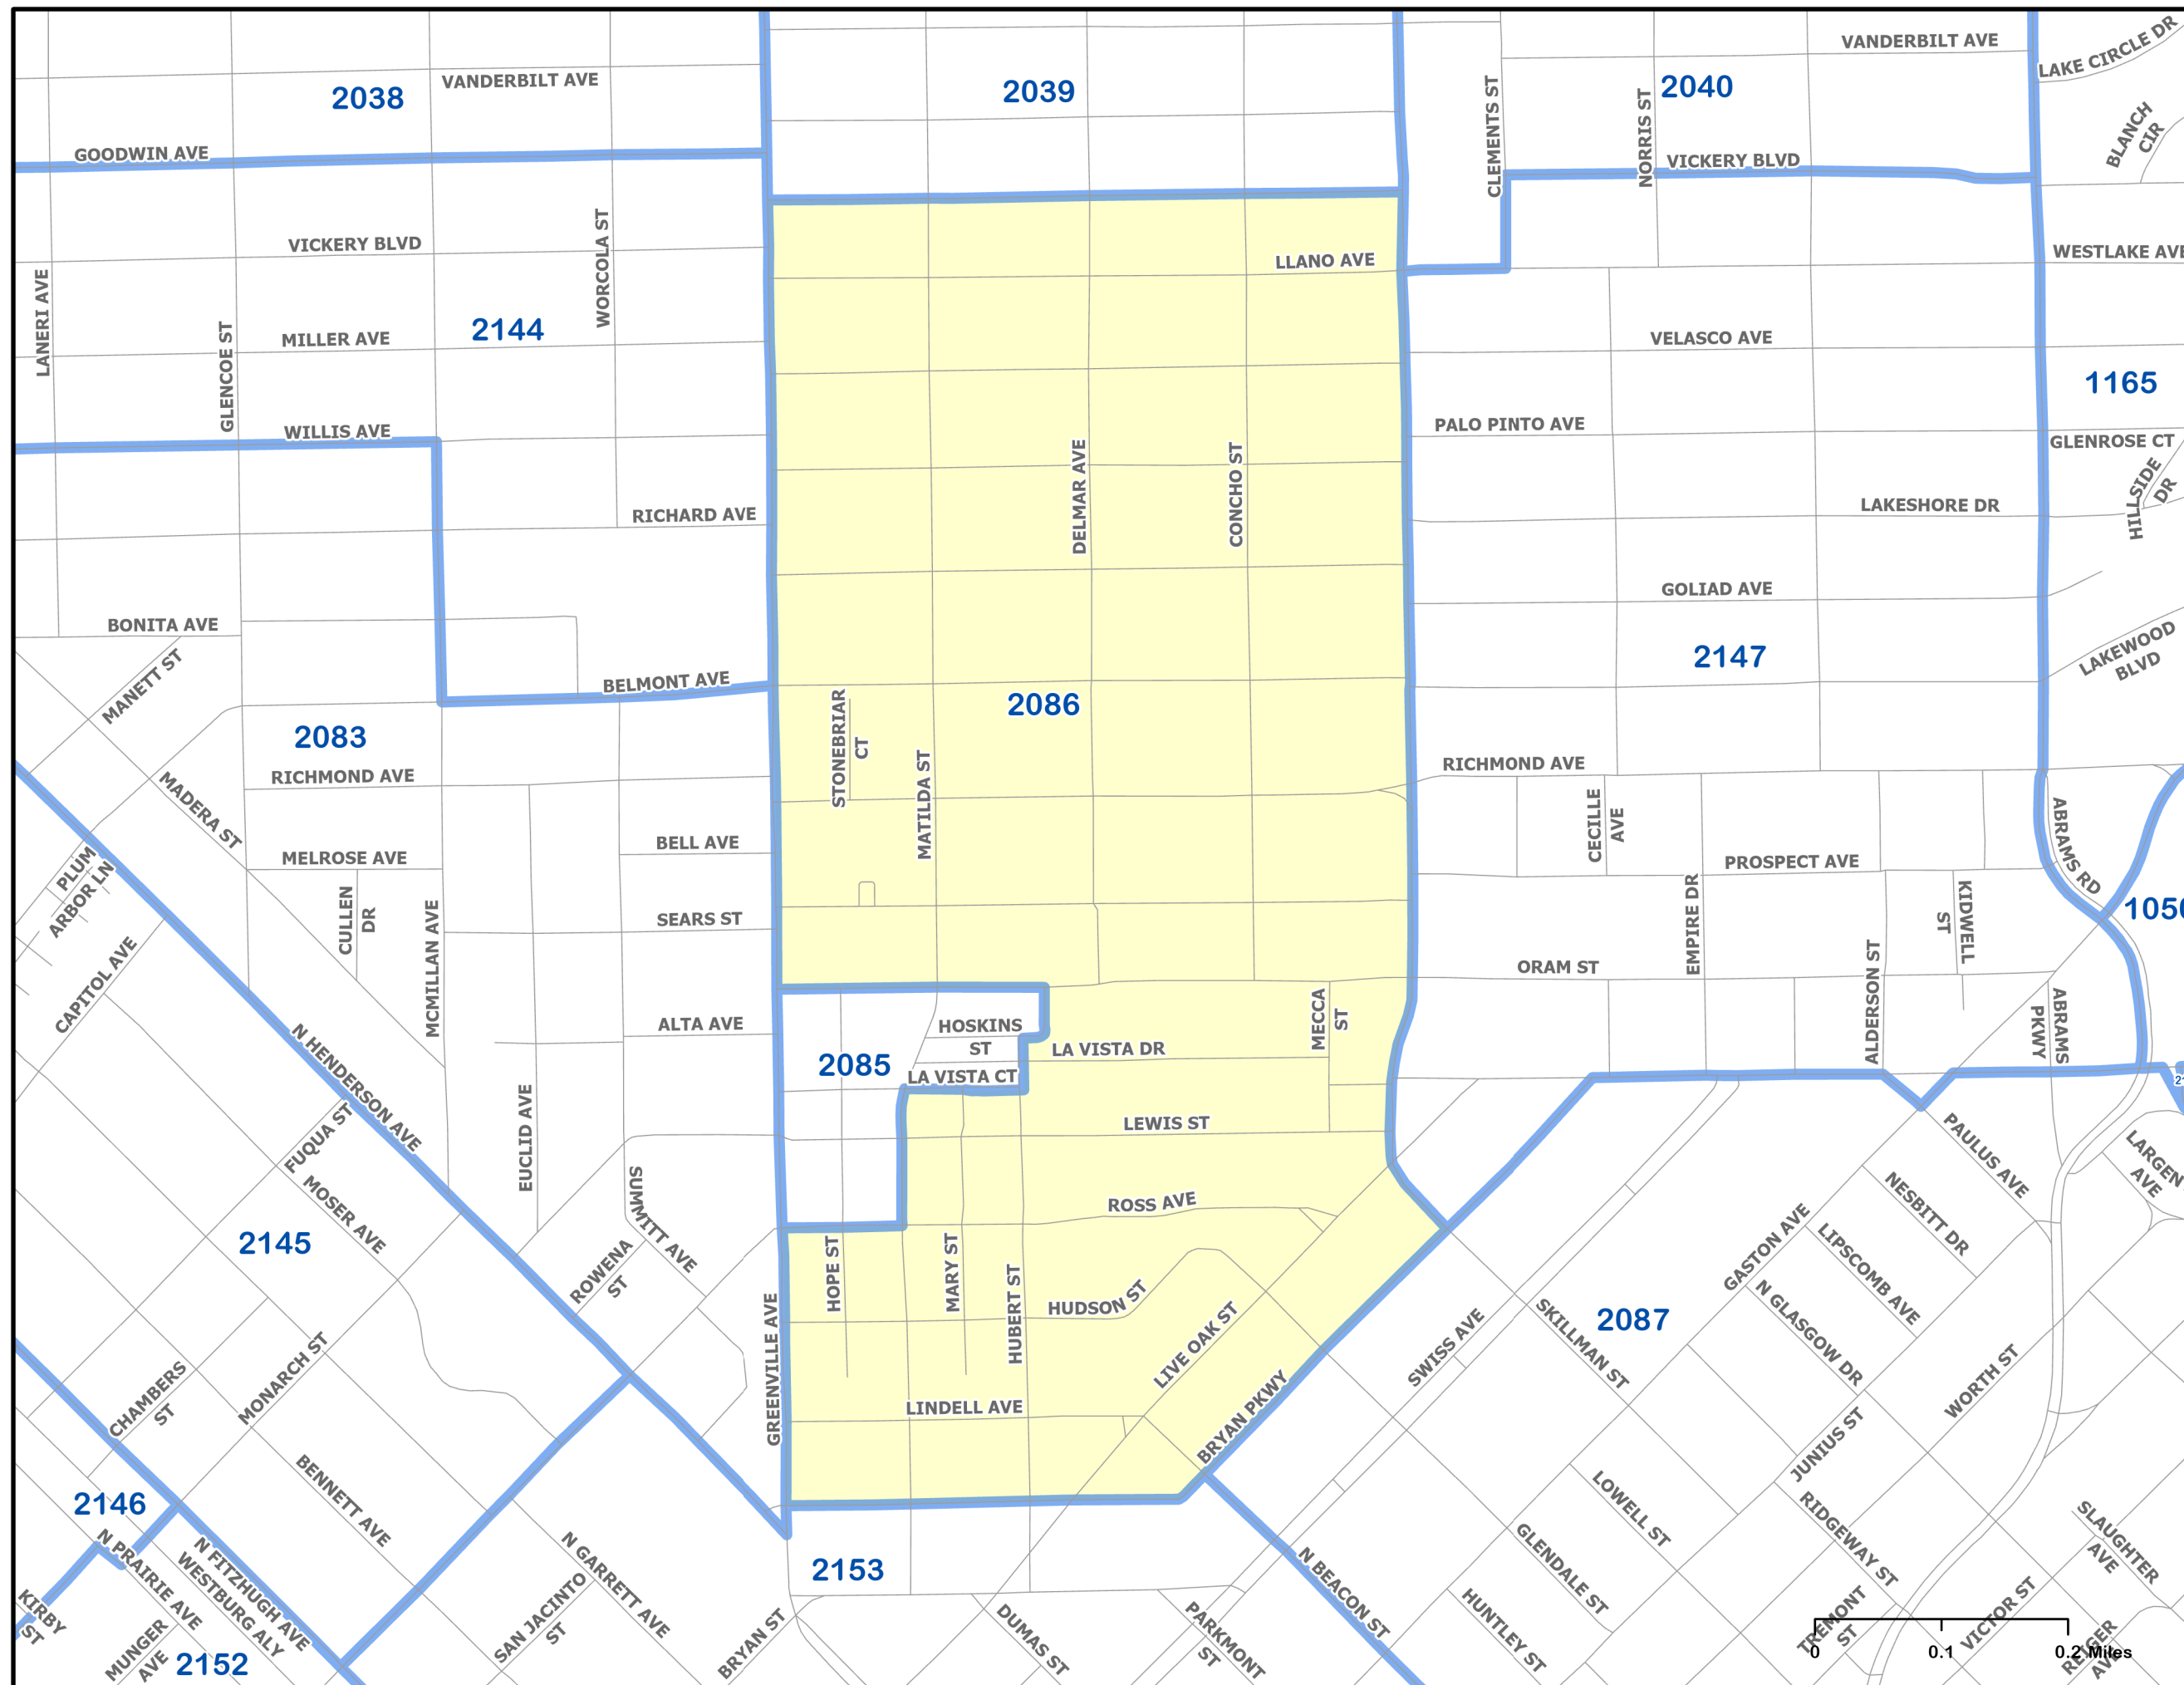 VANDERBILT AVE
LAKE CIRCLE DR
VANDERBILT AVE
2038
2039
2040
CLEMENTS ST
NORRIS ST
BLANCH
CIR
GOODWIN AVE
VICKERY BLVD
VICKERY BLVD
WORCOLA ST
LLANO AVE
WESTLAKE AVE
LANERI AVE
GLENCOE ST
MILLER AVE
2144
VELASCO AVE
1165
WILLIS AVE
PALO PINTO AVE
GLENROSE CT
DELMAR AVE
CONCHO ST
HILLSIDE
DR
RICHARD AVE
LAKESHORE DR
GOLIAD AVE
BONITA AVE
MANETT ST
BELMONT AVE
2086
2147
LAKEWOOD
BLVD
STONEBRIAR
CT
MATILDA ST
2083
RICHMOND AVE
RICHMOND AVE
MADERA ST
CECILLE
AVE
ABRAMS RD
BELL AVE
MELROSE AVE
PROSPECT AVE
PLUM
ARBOR LN
CULLEN
DR
MCMILLAN AVE
SEARS ST
EMPIRE DR
KIDWELL
ST
105
CAPITOL AVE
ORAM ST
ALDERSON ST
MECCA
ST
ABRAMS
PKWY
N HENDERSON AVE
ALTA AVE
HOSKINS
ST
LA VISTA DR
2085
LA VISTA CT
21
EUCLID AVE
FUQUA ST
LEWIS ST
PAULUS AVE
LARGEN
AVE
MOSER AVE
SUMMITT AVE
ROSS AVE
NESBITT DR
2145
ROWENA
ST
HOPE ST
MARY ST
HUBERT ST
GASTON AVE
LIPSCOMB AVE
GREENVILLE AVE
HUDSON ST
LIVE OAK ST
SWISS AVE
SKILLMAN ST
2087
N GLASGOW DR
CHAMBERS
ST
MONARCH ST
LINDELL AVE
BRYAN PKWY
WORTH ST
JUNIUS ST
BENNETT AVE
2146
LOWELL ST
RIDGEWAY ST
SLAUGHTER
AVE
N PRAIRIE AVE
N FITZHUGH AVE
WESTBURG ALY
N GARRETT AVE
2153
N BEACON ST
GLENDALE ST
KIRBY
ST
SAN JACINTO
ST
BRYAN ST
DUMAS ST
PARKMONT
ST
HUNTLEY ST
TREMONT
ST
VICTOR ST
REIGER
AVE
MUNGER
AVE
2152
0 0.1 0.2 Miles